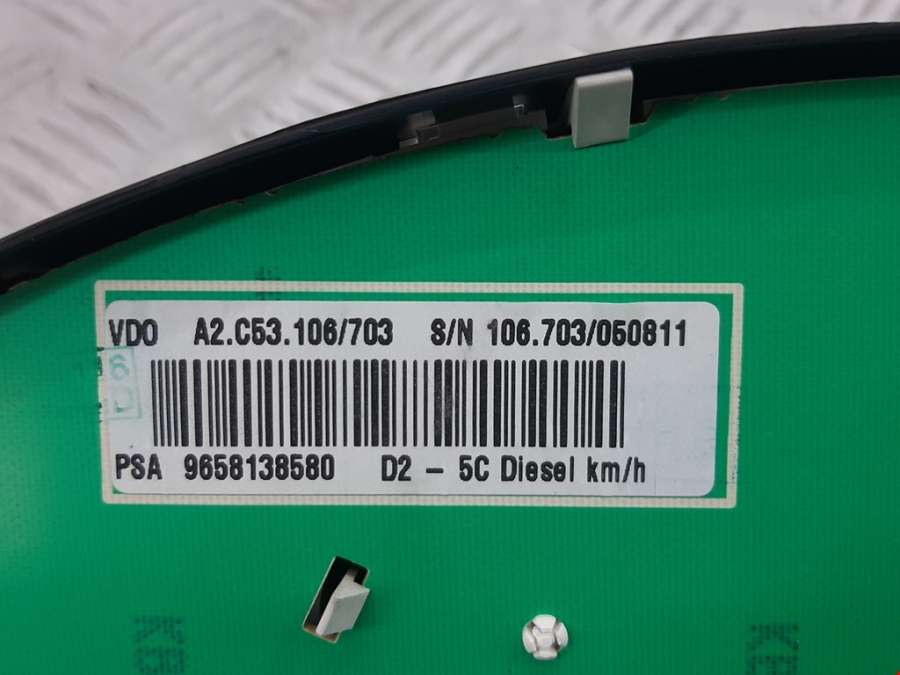 VDO A2.C53.106/703 S/N 106.703/050811
PSA 9658138580 D2 - 5C Diesel km/h